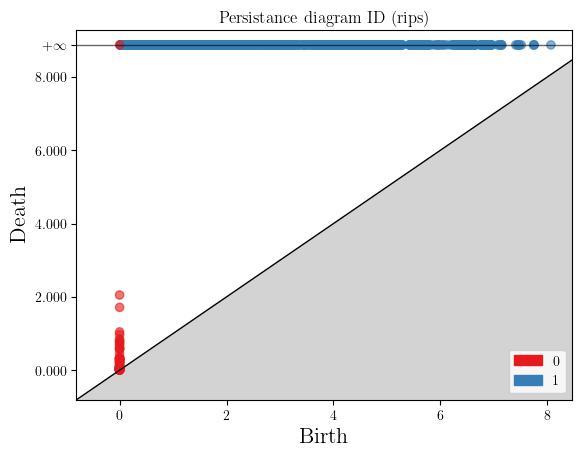 Persistance diagram ID (rips)
Death
+∞
8.000
6.000
4.000
2.000
0.000
0
1
0 2 4 6 8
Birth